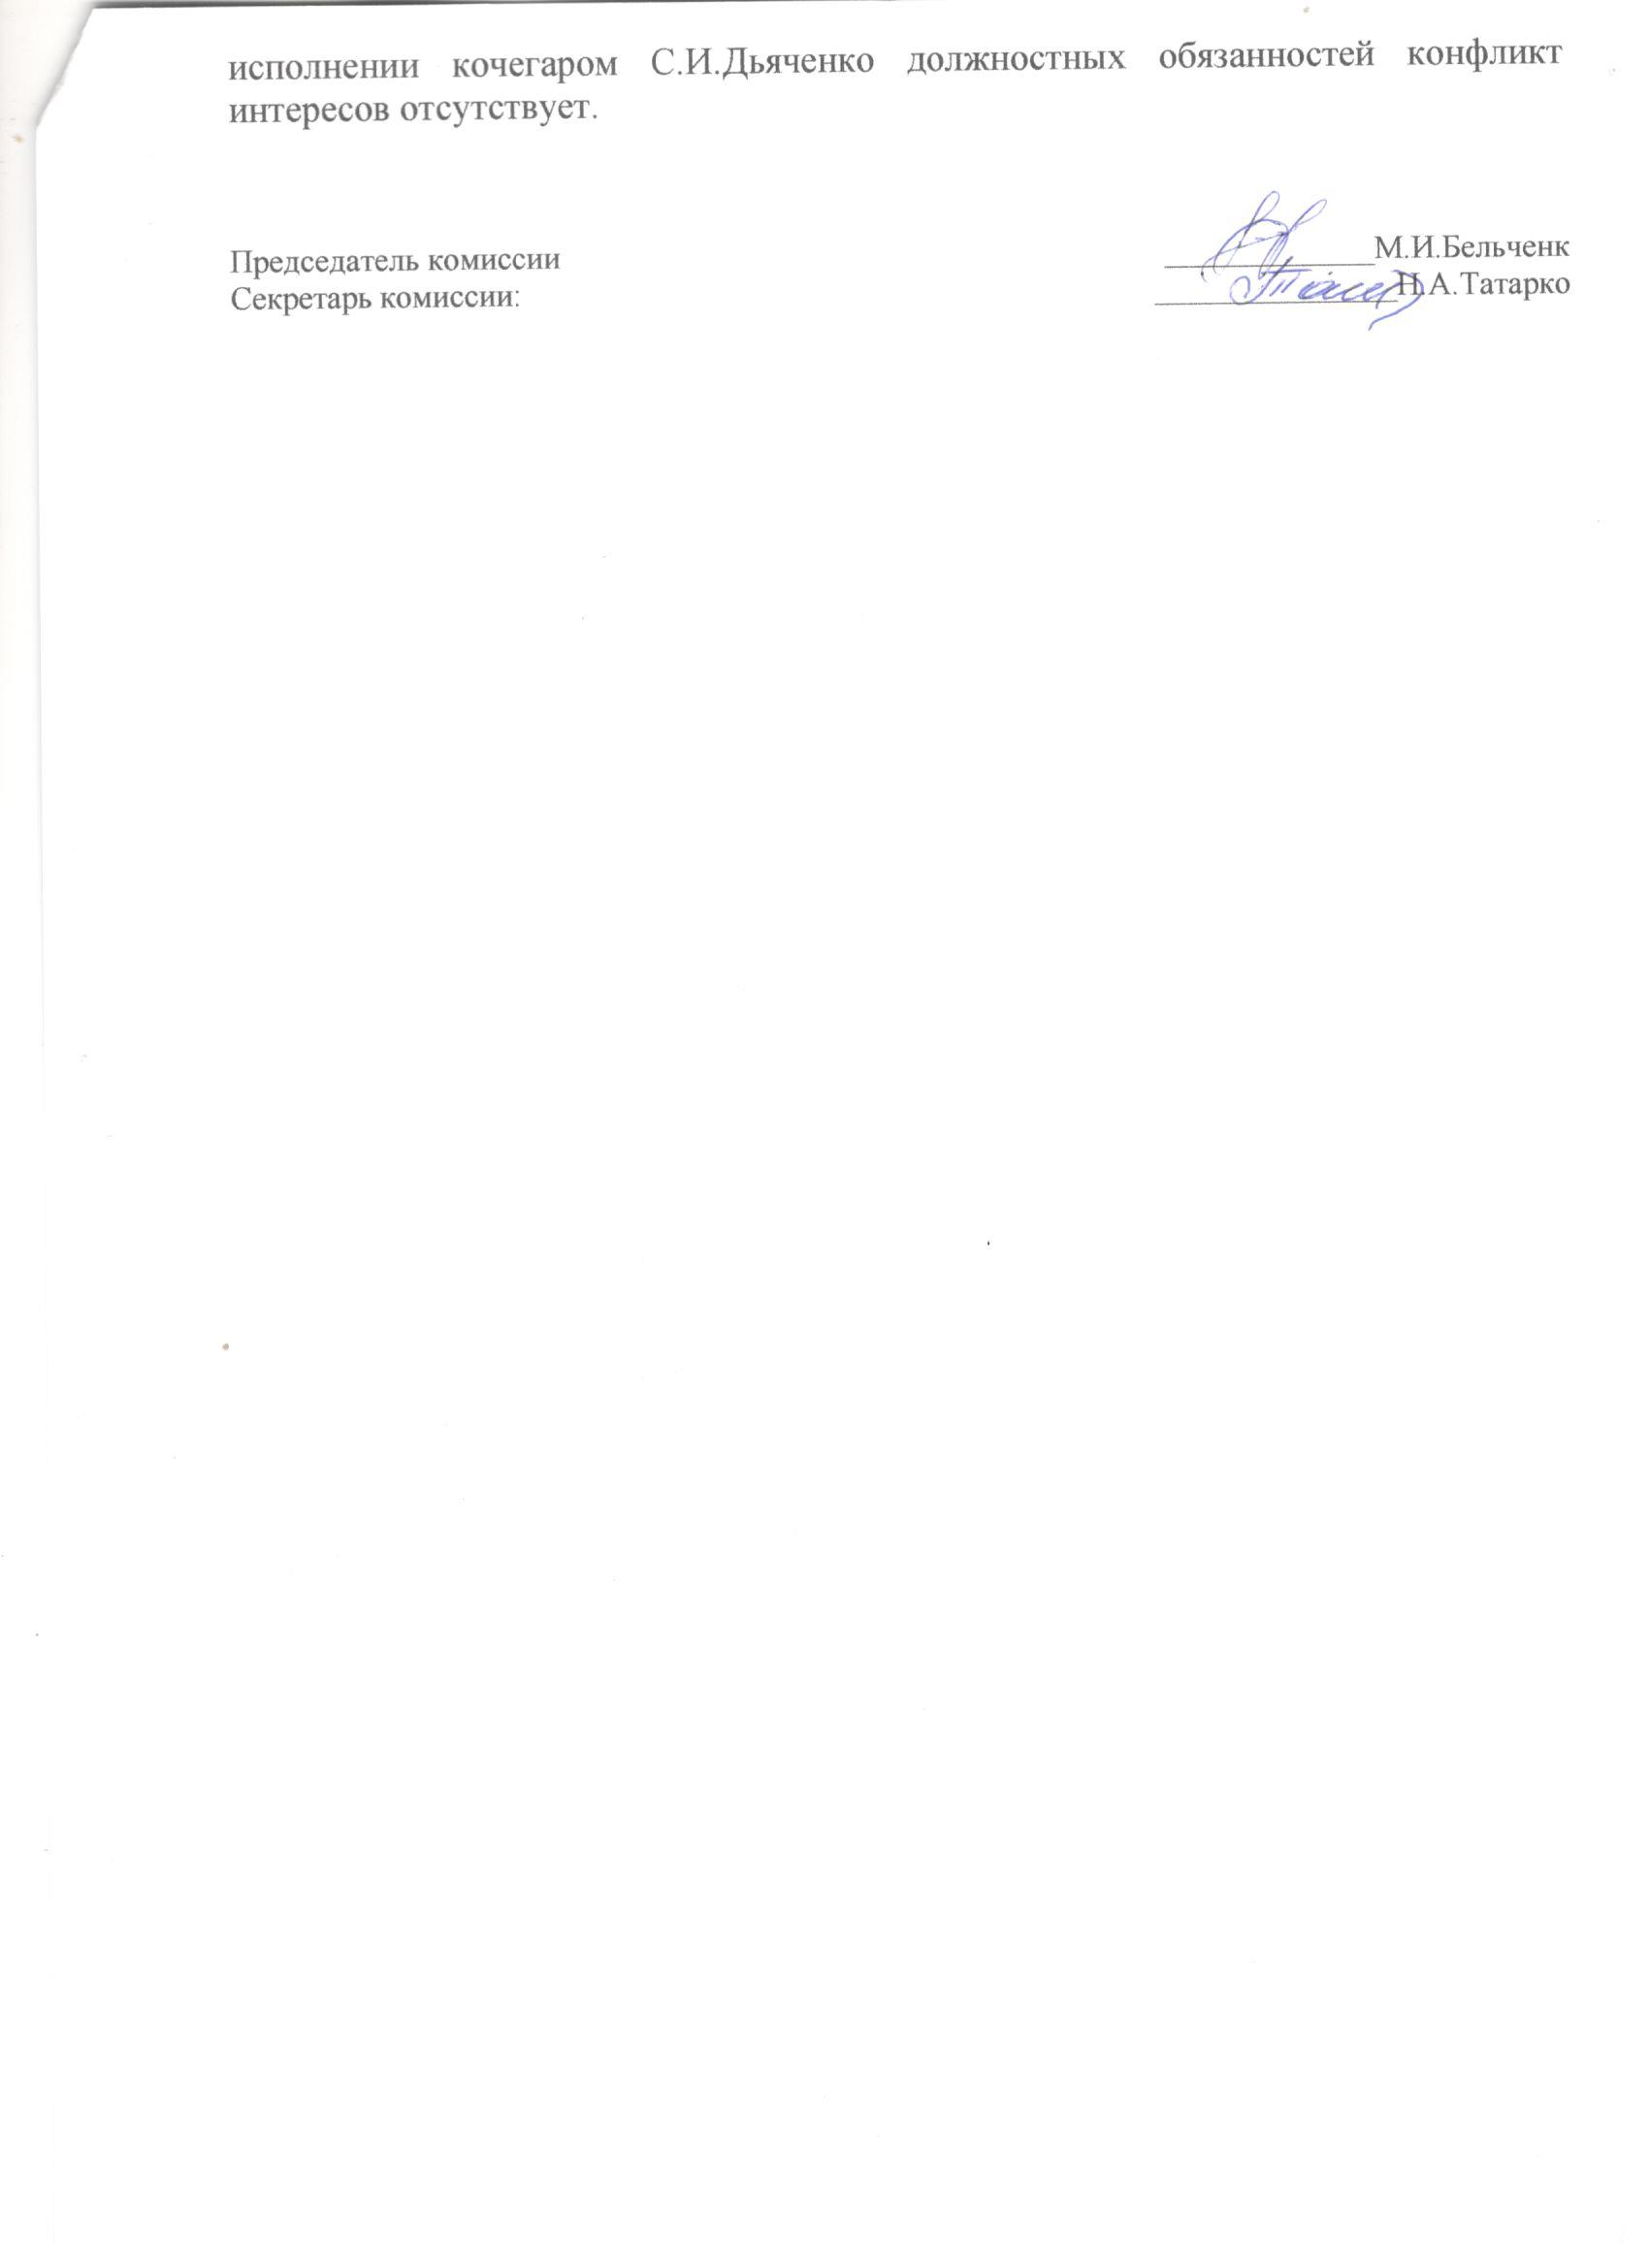 исполнении кочегаром С.И.Дьяченко должностных обязанностей конфликт
интересов отсутствует.
Председатель комиссии М.И.Бельченк
Секретарь комиссии: Н.А.Татарко